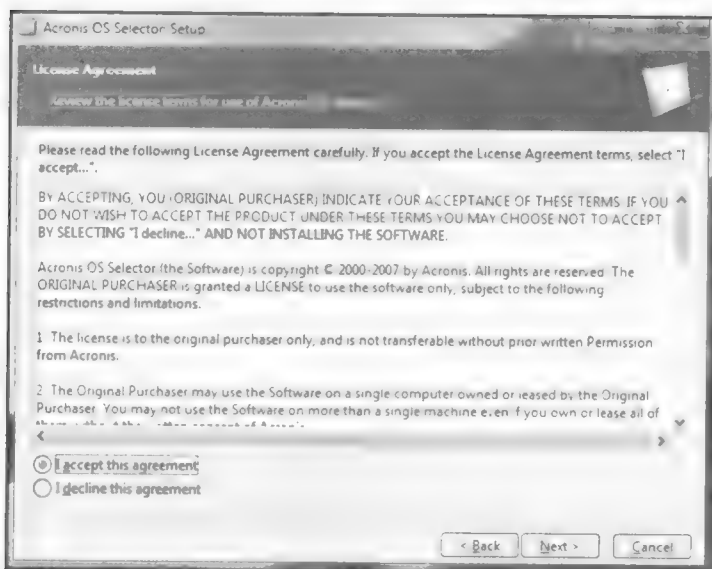 Acronis OS Selector Setup
License Agreement
Review the license terms for use of Acronis
Please read the following License Agreement carefully. If you accept the License Agreement terms, select "I
accept...".
BY ACCEPTING, YOU (ORIGINAL PURCHASER) INDICATE YOUR ACCEPTANCE OF THESE TERMS. IF YOU
DO NOT WISH TO ACCEPT THE PRODUCT UNDER THESE TERMS YOU MAY CHOOSE NOT TO ACCEPT
BY SELECTING "I decline..." AND NOT INSTALLING THE SOFTWARE.
Acronis OS Selector (the Software) is copyright © 2000-2007 by Acronis. All rights are reserved. The
ORIGINAL PURCHASER is granted a LICENSE to use the software only, subject to the following
restrictions and limitations.
1. The license is to the original purchaser only, and is not transferable without prior written Permission
from Acronis.
2. The Original Purchaser may use the Software on a single computer owned or leased by the Original
Purchaser. You may not use the Software on more than a single machine even if you own or lease all of
I accept this agreement
I decline this agreement
< Back
Next >
Cancel